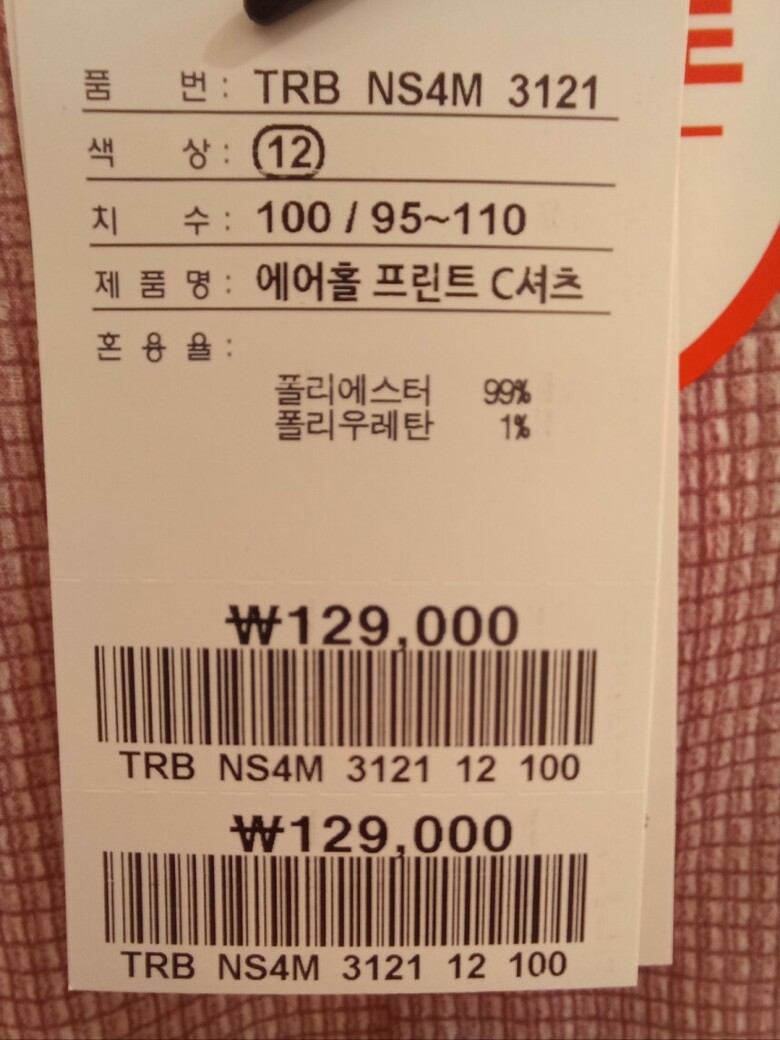 품 번 : TRB NS4M 3121
색 상 : 12
치 수 : 100 / 95~110
제 품 명 : 에어홀 프린트 C셔츠
혼 용 율 :
폴리에스터 99%
폴리우레탄 1%
₩129,000
TRB NS4M 3121 12 100
₩129,000
TRB NS4M 3121 12 100